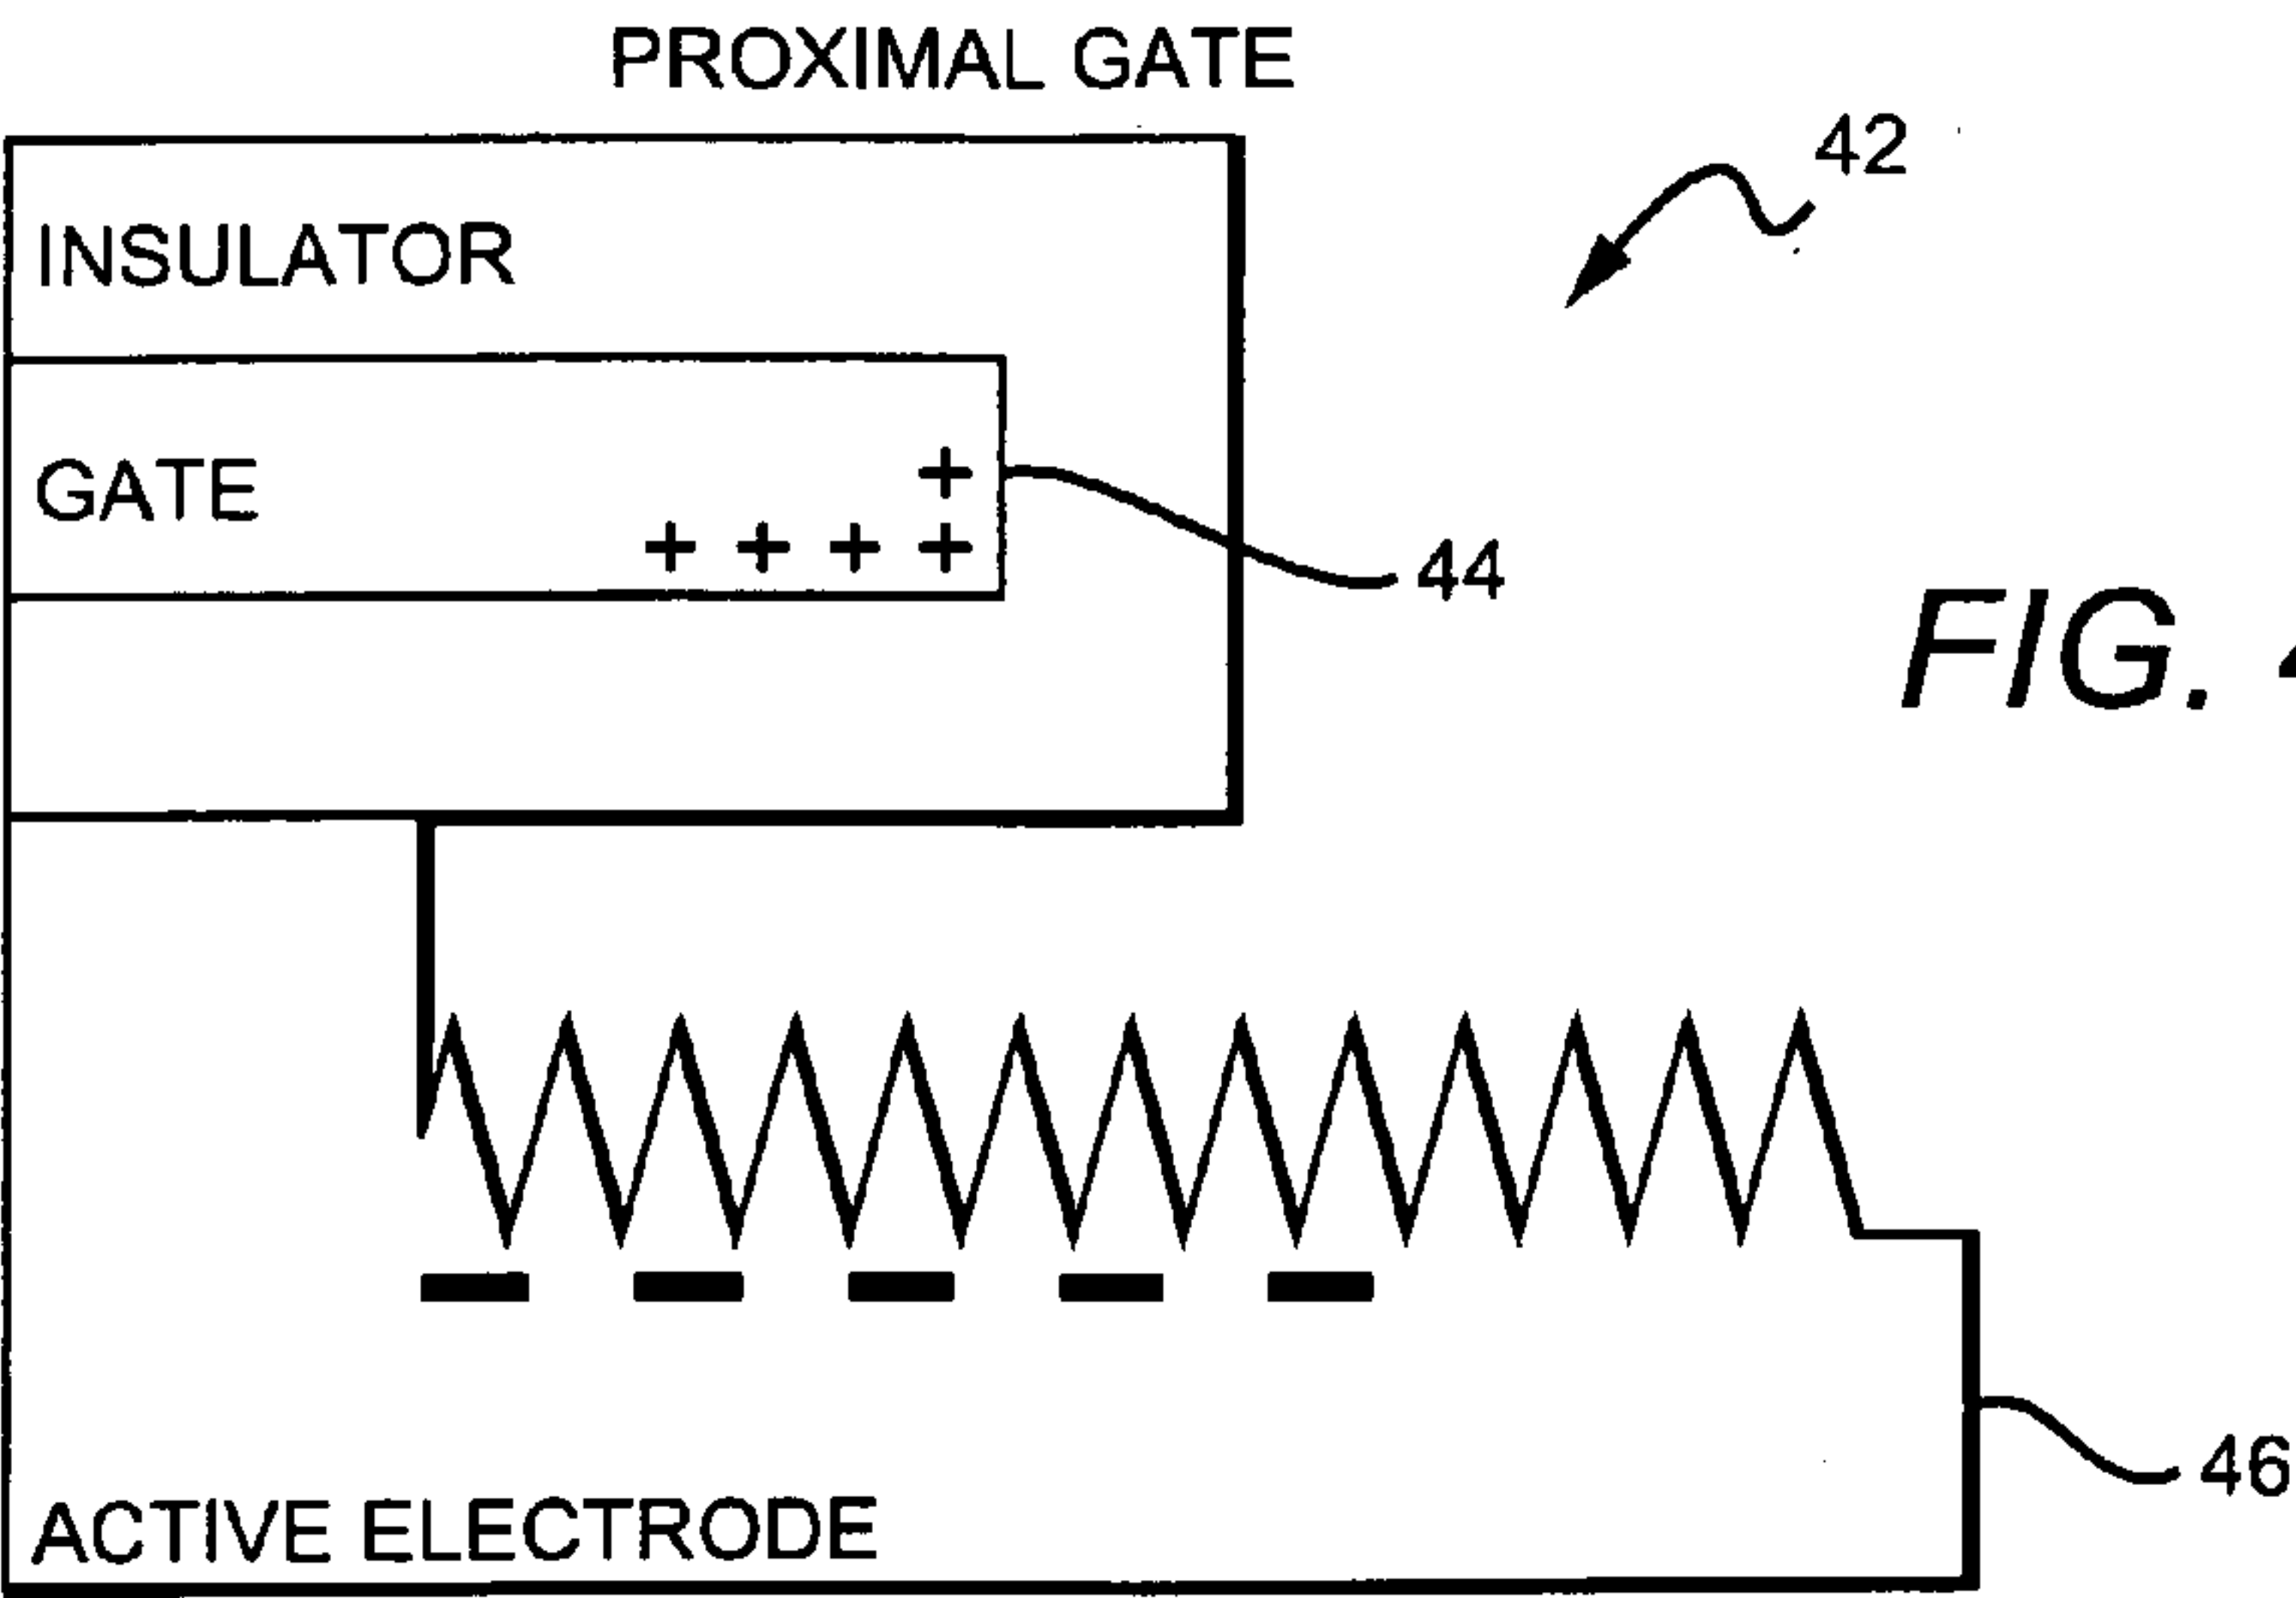 PROXIMAL GATE
42
INSULATOR
GATE
+
+ + + +
44
FIG.
ACTIVE ELECTRODE
46